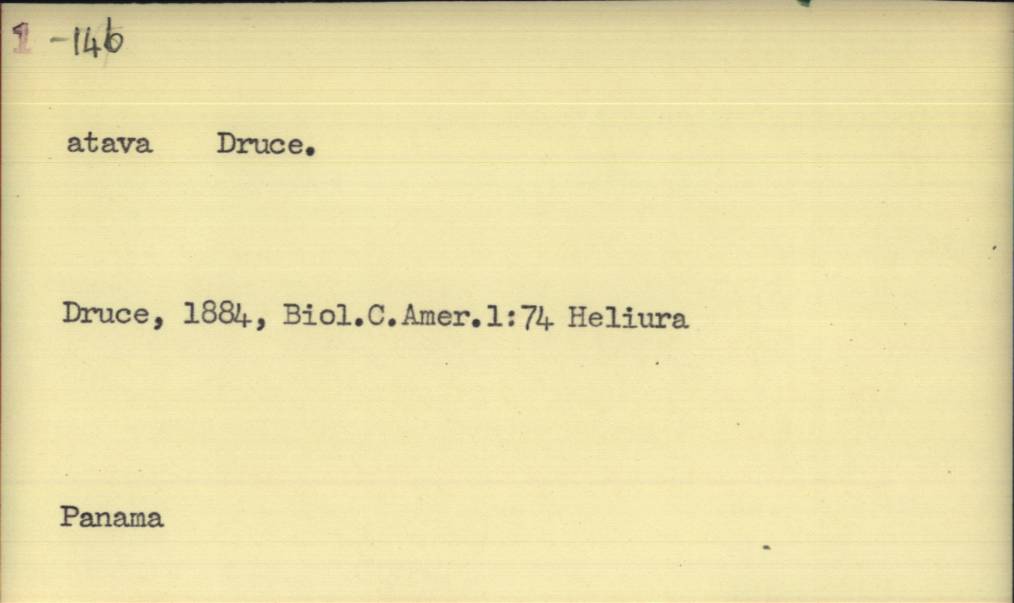 1 -146
atava Druce.
Druce, 1884, Biol.C.Amer.1:74 Heliura
Panama